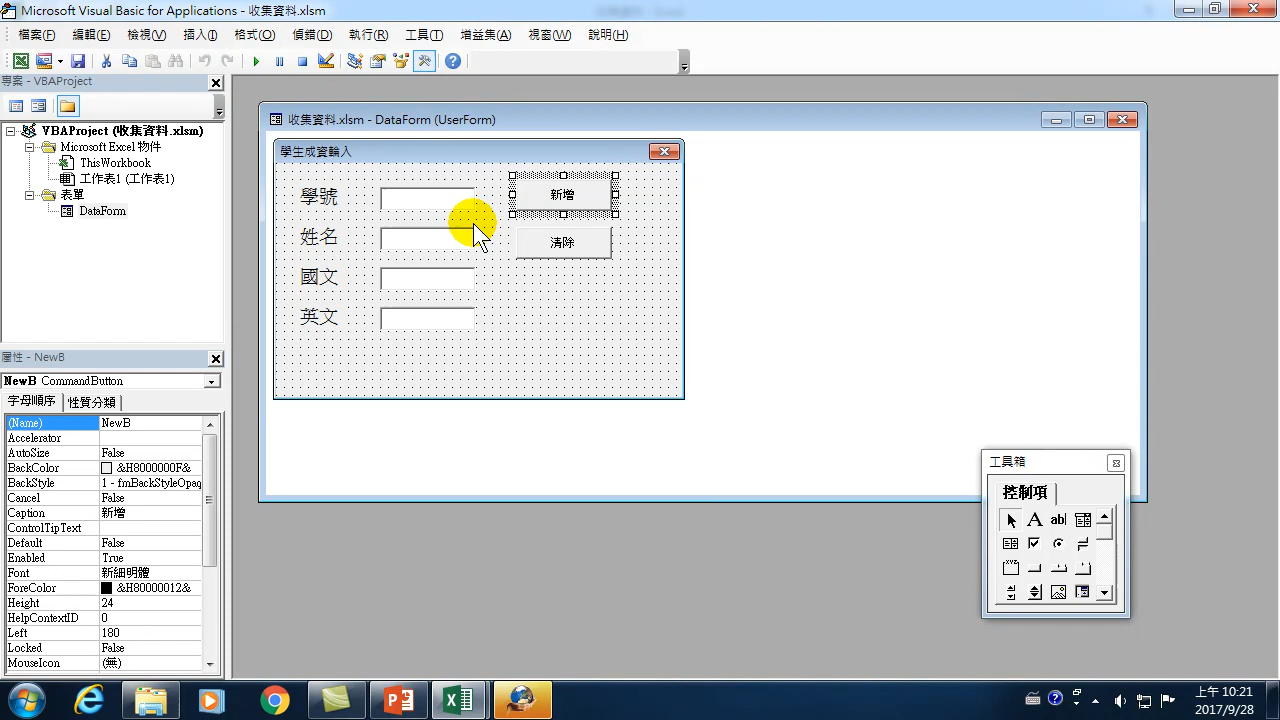 Microsoft Visual Basic for Applications - 收集資料.xlsm
檔案(F) 編輯(E) 檢視(V) 插入(I) 格式(O) 偵錯(D) 執行(R) 工具(T) 增益集(A) 視窗(W) 說明(H)
專案 - VBAProject
VBAProject (收集資料.xlsm)
Microsoft Excel 物件
ThisWorkbook
工作表1 (工作表1)
表單
DataForm
收集資料.xlsm - DataForm (UserForm)
學生成資輸入
學號
新增
姓名
清除
國文
英文
屬性 - NewB
NewB CommandButton
字母順序 性質分類
(Name) NewB
Accelerator
AutoSize False
BackColor &H8000000F&
BackStyle 1 - fmBackStyleOpaq
Cancel False
Caption 新增
ControlTipText
Default False
Enabled True
Font 新細明體
ForeColor &H80000012&
Height 24
HelpContextID 0
Left 180
Locked False
MouseIcon (無)
工具箱
控制項
A ab|
上午 10:21
2017/9/28